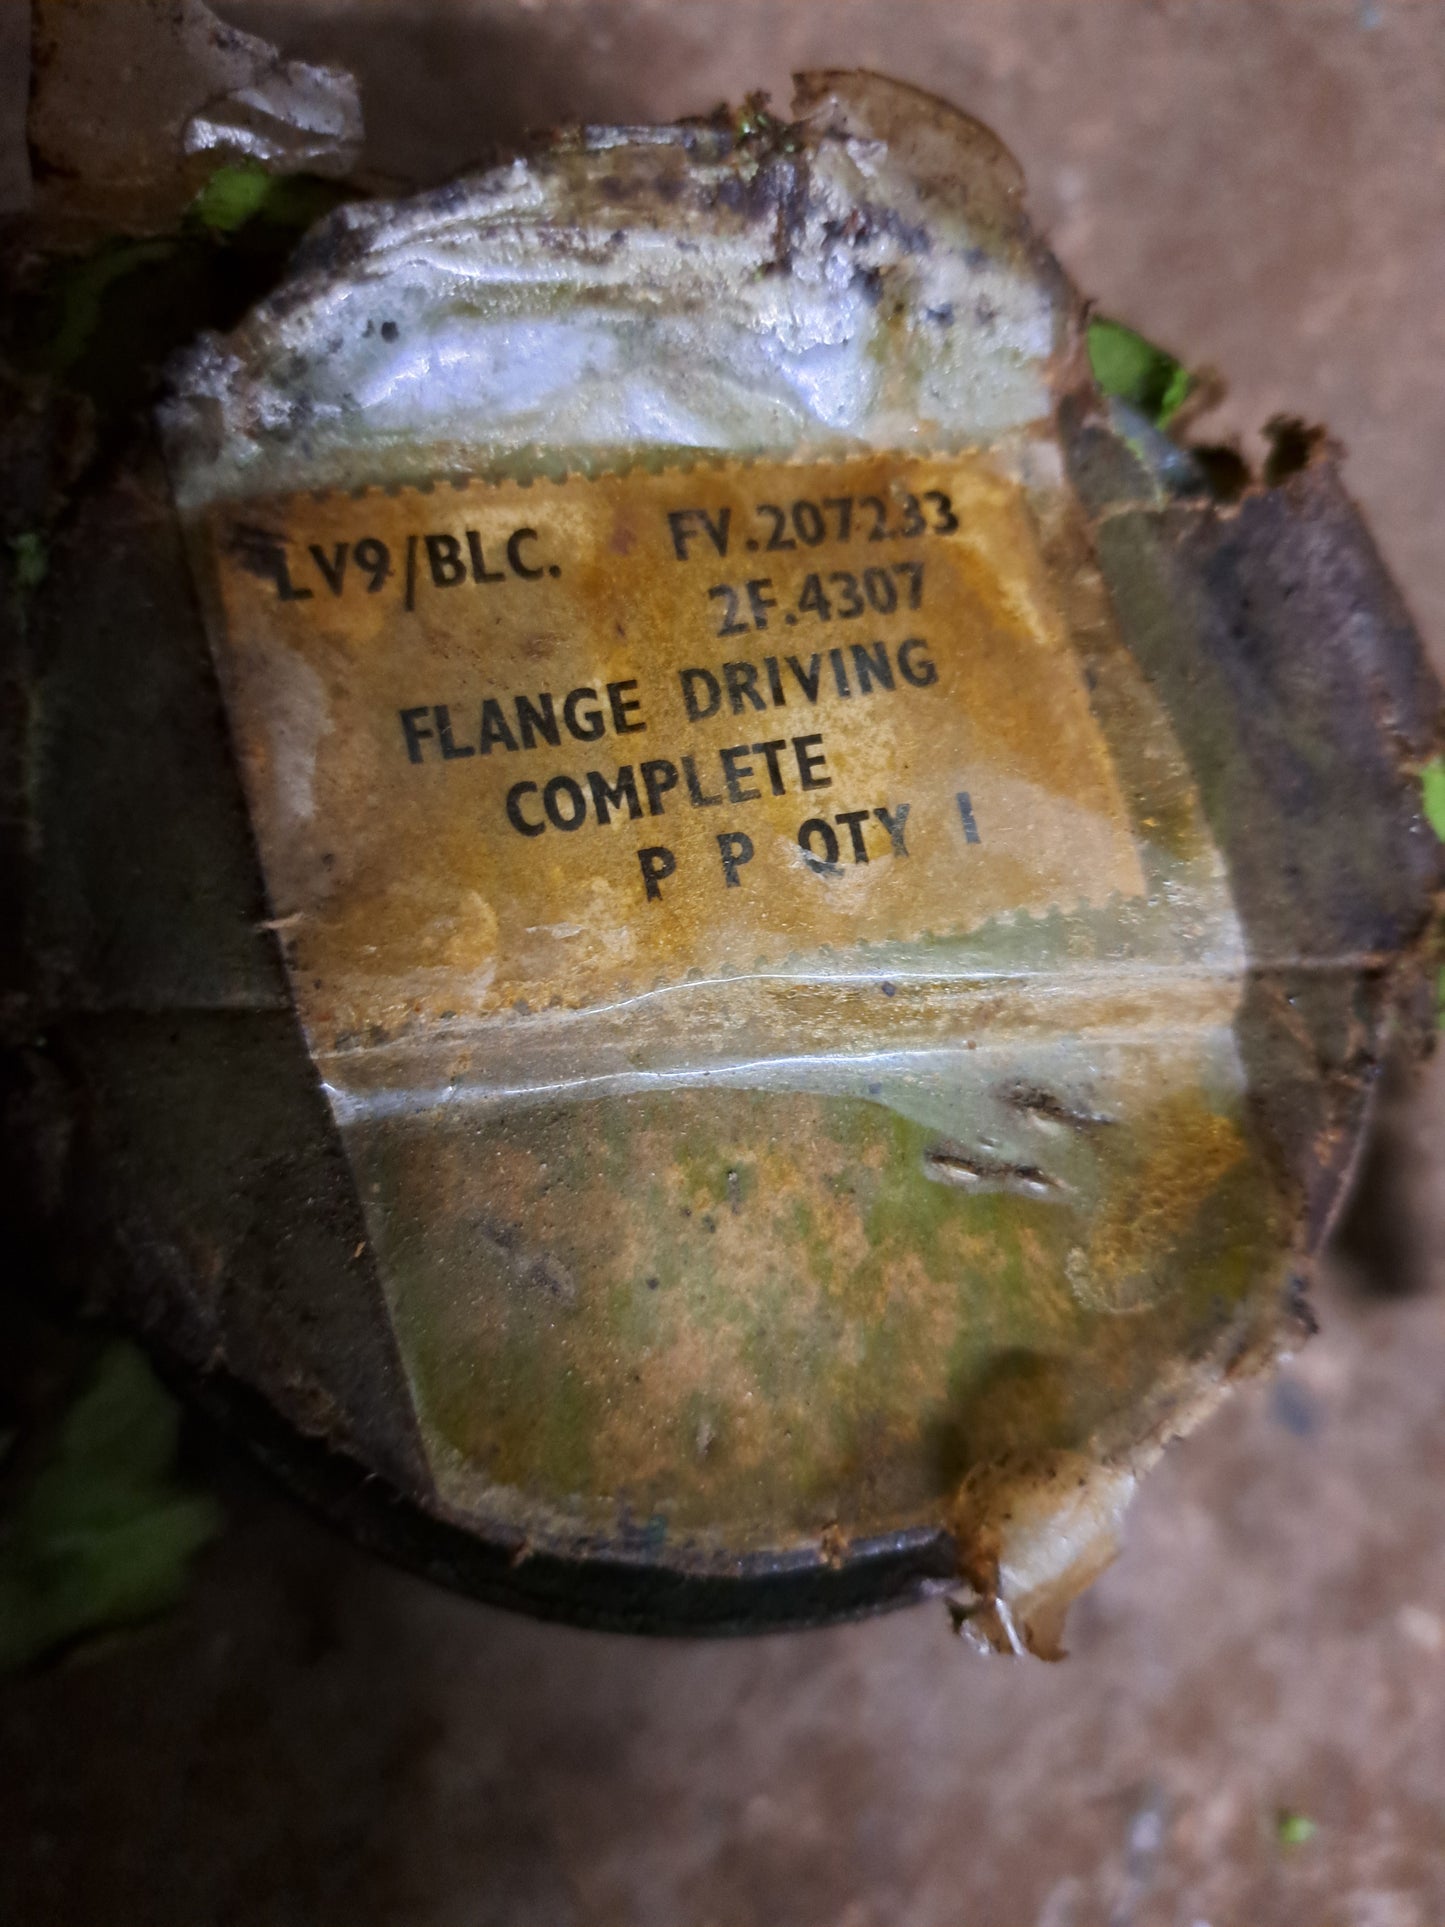 LV9/BLC. FV.207233
2F.4307
FLANGE DRIVING
COMPLETE
P P QTY 1